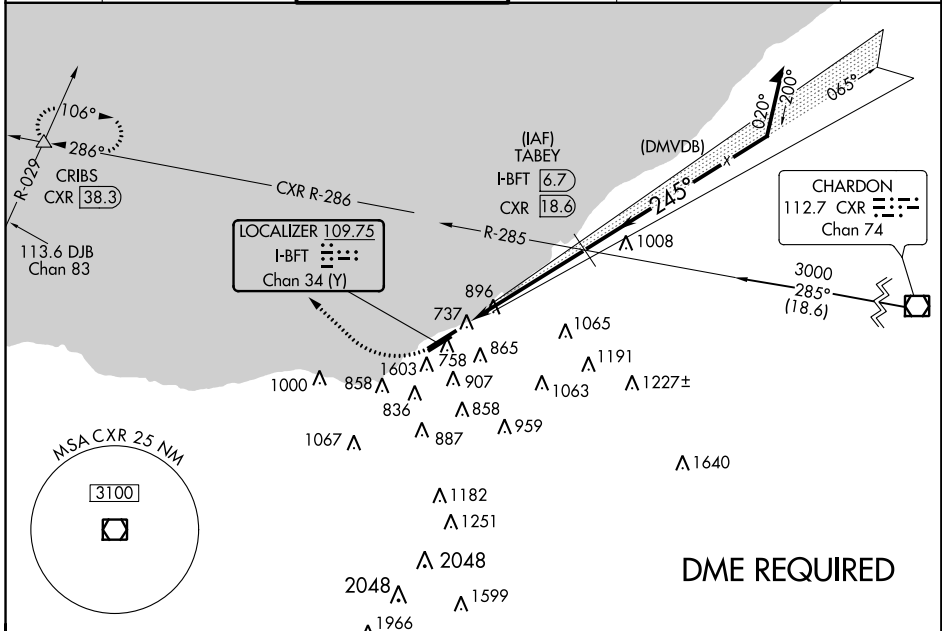 106°
286°
R-029
CRIBS
CXR 38.3
113.6 DJB
Chan 83
CXR R-286
LOCALIZER 109.75
I-BFT
Chan 34 (Y)
(IAF)
TABEY
I-BFT 6.7
CXR 18.6
R-285
(DMVDB)
245°
020°
200°
065°
CHARDON
112.7 CXR
Chan 74
3000
285°
(18.6)
1008
896
737
1065
758
865
1603
1191
1000
858
907
1063
1227±
836
858
887
959
1067
1640
MSA CXR 25 NM
3100
1182
1251
2048
2048
1599
1966
DME REQUIRED